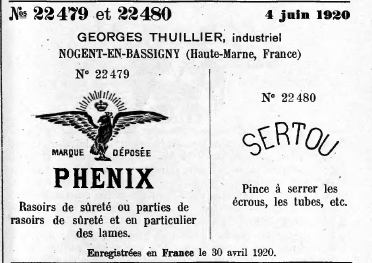 Nos 22479 et 22480 4 juin 1920
GEORGES THUILLIER, industriel
NOGENT-EN-BASSIGNY (Haute-Marne, France)
No 22479
MARQUE DÉPOSÉE
PHENIX
Rasoirs de sûreté ou parties de
rasoirs de sûreté et en particulier
des lames.
No 22480
SERTOU
Pince à serrer les
écrous, les tubes, etc.
Enregistrées en France le 30 avril 1920.